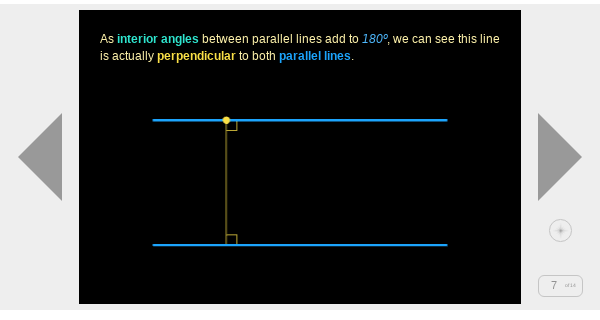 As interior angles between parallel lines add to 180º, we can see this line
is actually perpendicular to both parallel lines.
7 of 14